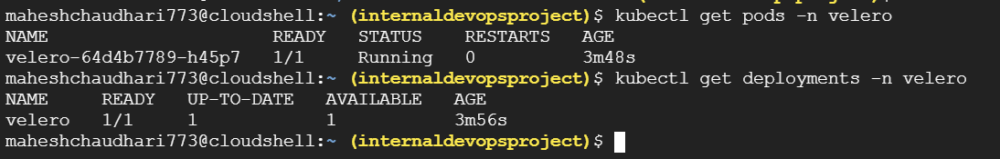 maheshchaudhari773@cloudshell:~ (internaldevopsproject)$ kubectl get pods -n velero
NAME READY STATUS RESTARTS AGE
velero-64d4b7789-h45p7 1/1 Running 0 3m48s
maheshchaudhari773@cloudshell:~ (internaldevopsproject)$ kubectl get deployments -n velero
NAME READY UP-TO-DATE AVAILABLE AGE
velero 1/1 1 1 3m56s
maheshchaudhari773@cloudshell:~ (internaldevopsproject)$